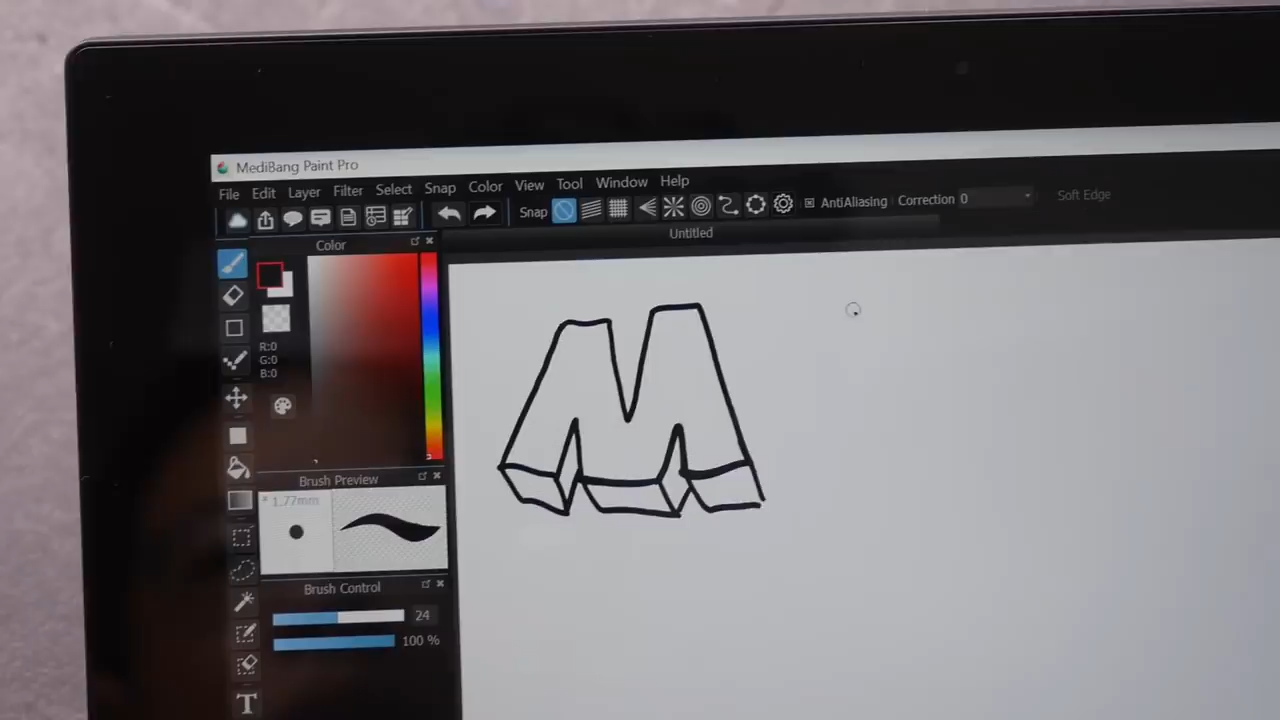 MediBang Paint Pro
File Edit Layer Filter Select Snap Color View Tool Window Help
Snap AntiAliasing Correction 0 Soft Edge
Color Untitled
R:0
G:0
B:0
Brush Preview
* 1.77mm
Brush Control
24
100 %
T
M